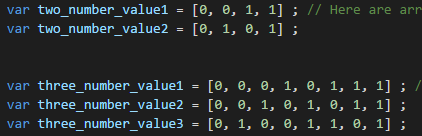 var two_number_value1 = [0, 0, 1, 1] ; // Here are arr
var two_number_value2 = [0, 1, 0, 1] ;
var three_number_value1 = [0, 0, 0, 1, 0, 1, 1, 1] ; /
var three_number_value2 = [0, 0, 1, 0, 1, 0, 1, 1] ;
var three_number_value3 = [0, 1, 0, 0, 1, 1, 0, 1] ;